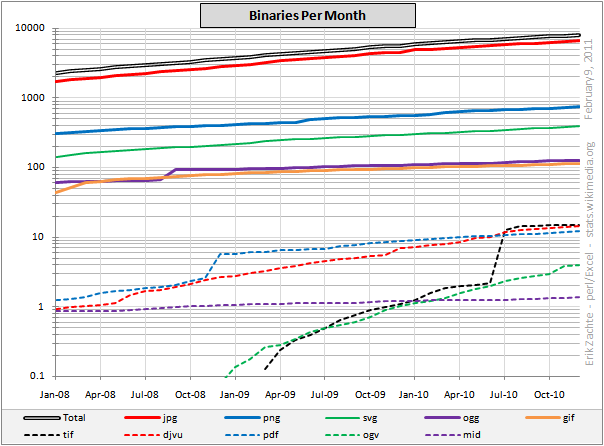 Binaries Per Month
10000
1000
100
10
1
0.1
Jan-08 Apr-08 Jul-08 Oct-08 Jan-09 Apr-09 Jul-09 Oct-09 Jan-10 Apr-10 Jul-10 Oct-10
ErikZachte - perl/Excel - stats.wikimedia.org February 9, 2011
Total jpg png svg ogg gif
tif djvu pdf ogv mid